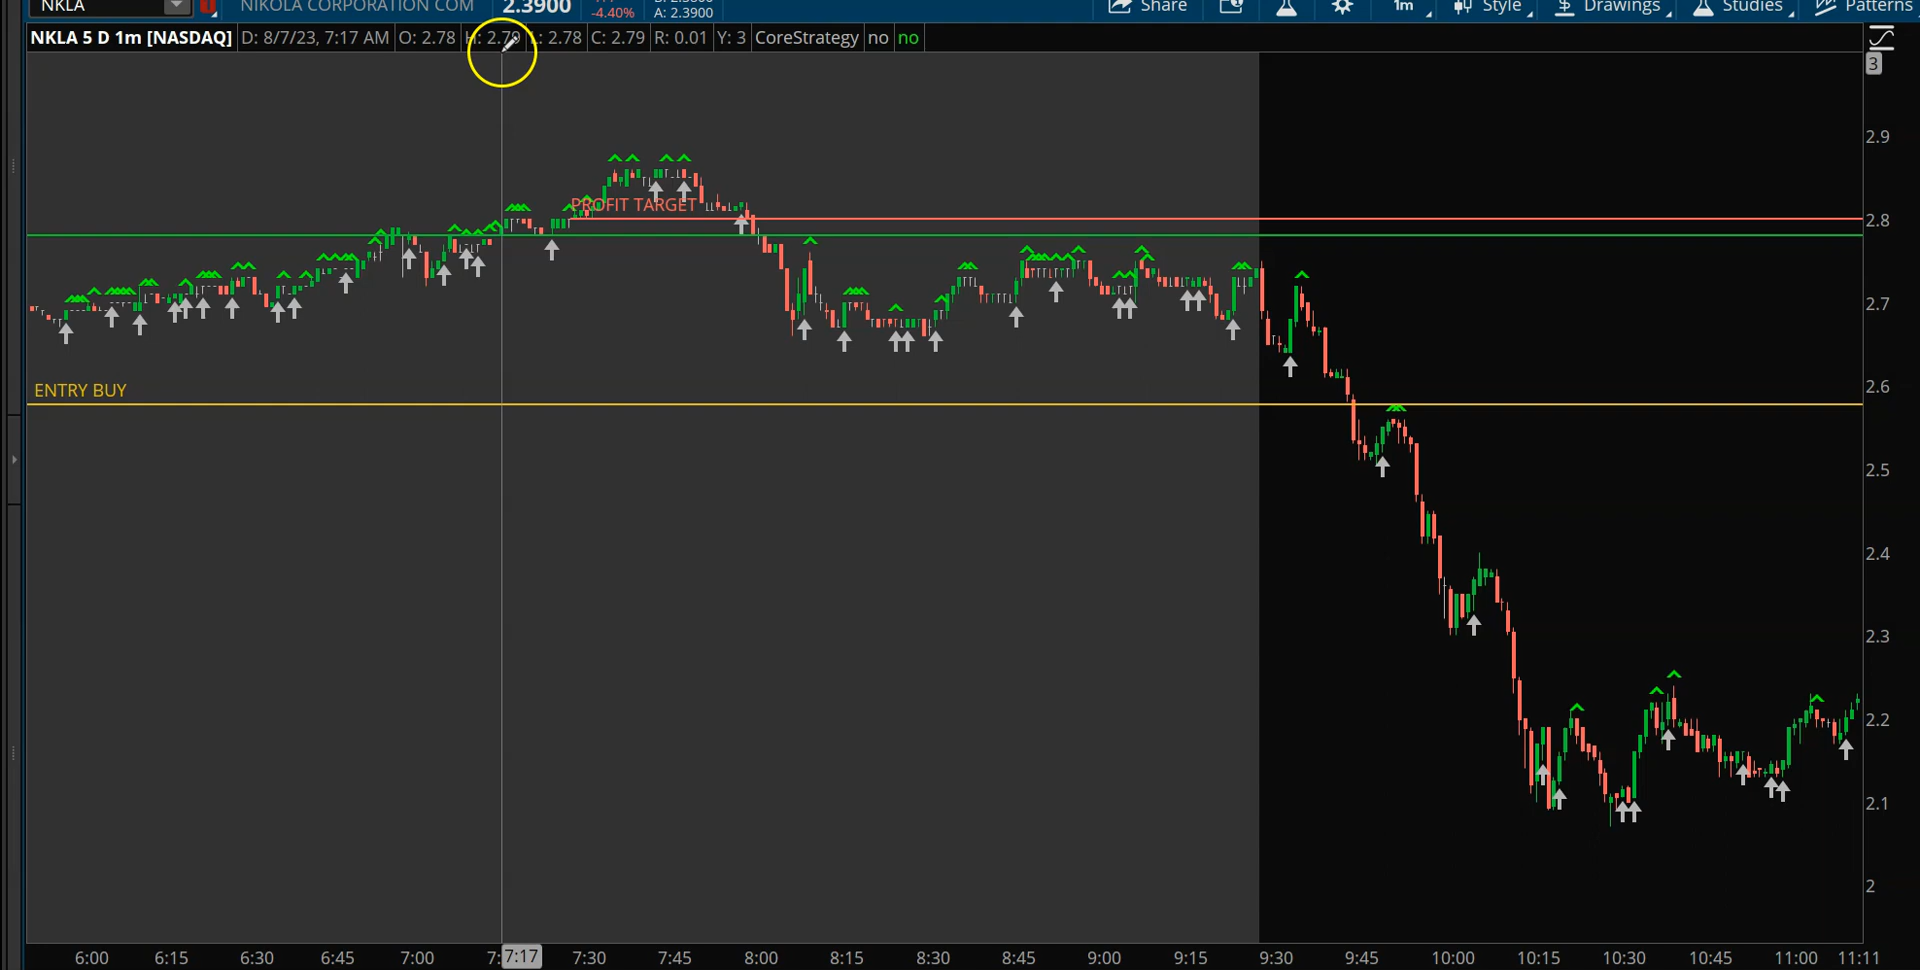 NKLA NIKOLA CORPORATION COM 2.3900 -4.40% A: 2.3900 Share 1m Style Drawings Studies Patterns
NKLA 5 D 1m [NASDAQ] D: 8/7/23, 7:17 AM O: 2.78 H: 2.79 L: 2.78 C: 2.79 R: 0.01 Y: 3 CoreStrategy no no
3
2.9
PROFIT TARGET
2.8
2.7
ENTRY BUY
2.6
2.5
2.4
2.3
2.2
2.1
2
6:00 6:15 6:30 6:45 7:00 7:17 7:30 7:45 8:00 8:15 8:30 8:45 9:00 9:15 9:30 9:45 10:00 10:15 10:30 10:45 11:00 11:11